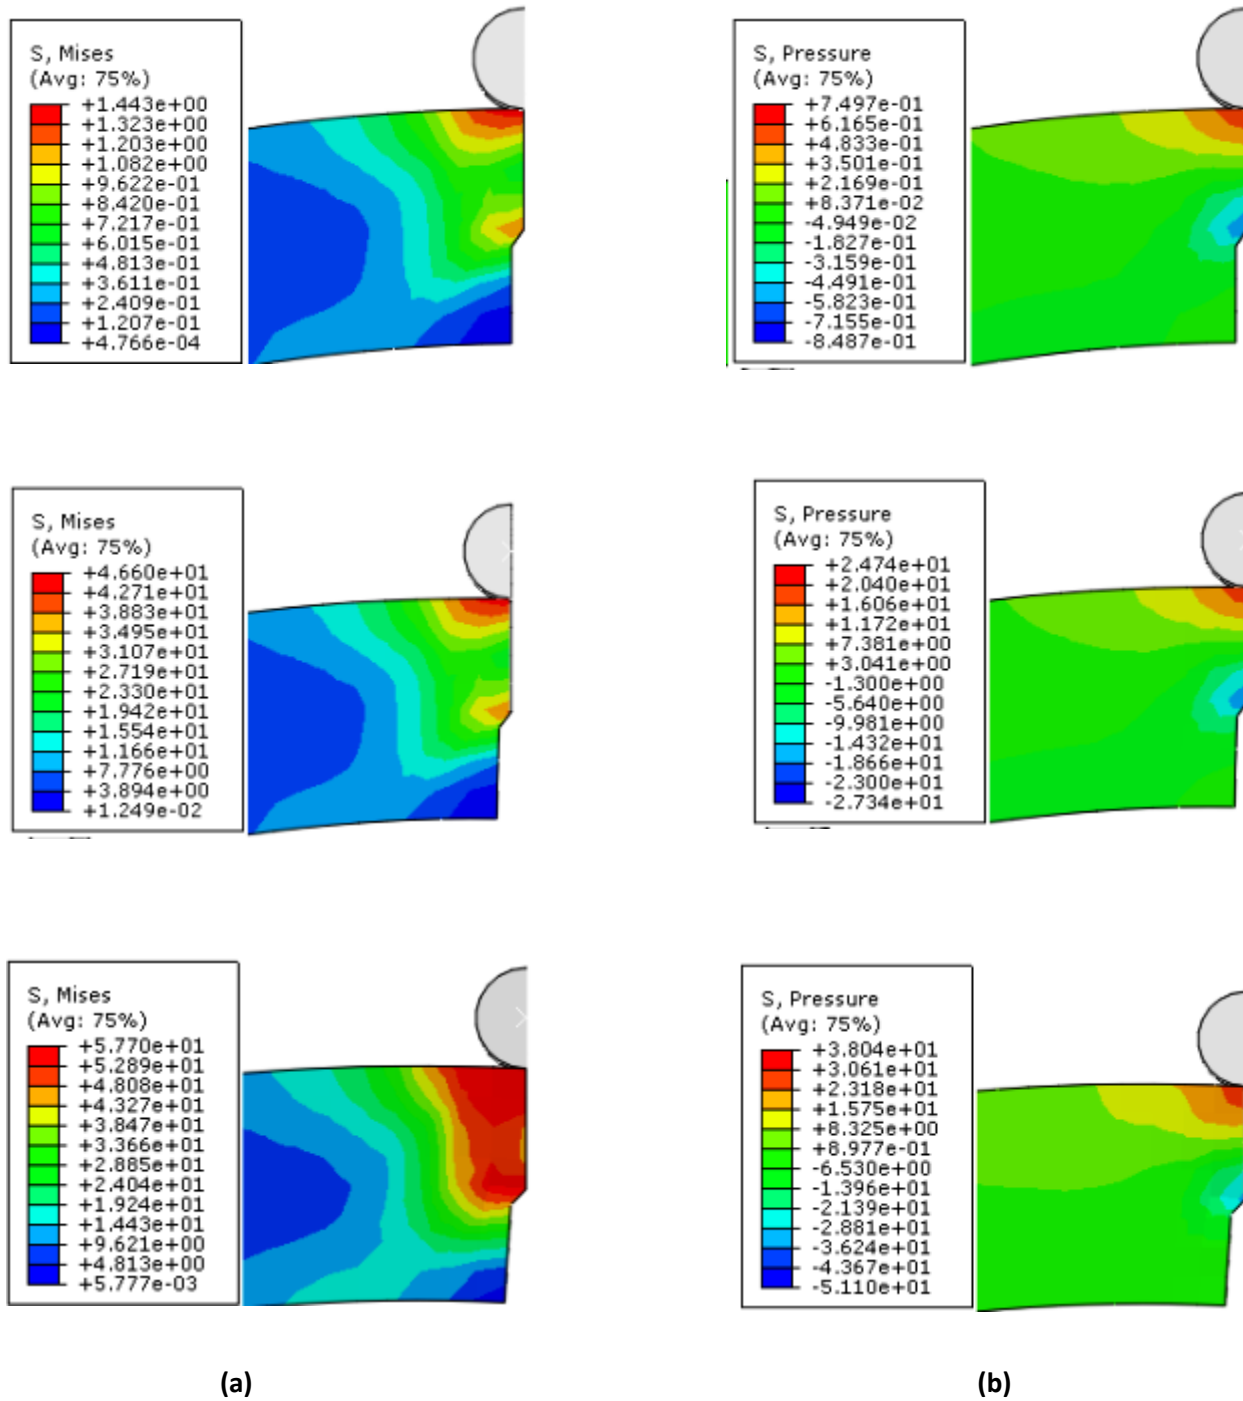 S, Mises
(Avg: 75%)
+1.443e+00
+1.323e+00
+1.203e+00
+1.082e+00
+9.622e-01
+8.420e-01
+7.217e-01
+6.015e-01
+4.813e-01
+3.611e-01
+2.409e-01
+1.207e-01
+4.766e-04
S, Pressure
(Avg: 75%)
+7.497e-01
+6.165e-01
+4.833e-01
+3.501e-01
+2.169e-01
+8.371e-02
-4.949e-02
-1.827e-01
-3.159e-01
-4.491e-01
-5.823e-01
-7.155e-01
-8.487e-01
S, Mises
(Avg: 75%)
+4.660e+01
+4.271e+01
+3.883e+01
+3.495e+01
+3.107e+01
+2.719e+01
+2.330e+01
+1.942e+01
+1.554e+01
+1.166e+01
+7.776e+00
+3.894e+00
+1.249e-02
S, Pressure
(Avg: 75%)
+2.474e+01
+2.040e+01
+1.606e+01
+1.172e+01
+7.381e+00
+3.041e+00
-1.300e+00
-5.640e+00
-9.981e+00
-1.432e+01
-1.866e+01
-2.300e+01
-2.734e+01
S, Mises
(Avg: 75%)
+5.770e+01
+5.289e+01
+4.808e+01
+4.327e+01
+3.847e+01
+3.366e+01
+2.885e+01
+2.404e+01
+1.924e+01
+1.443e+01
+9.621e+00
+4.813e+00
+5.777e-03
S, Pressure
(Avg: 75%)
+3.804e+01
+3.061e+01
+2.318e+01
+1.575e+01
+8.325e+00
+8.977e-01
-6.530e+00
-1.396e+01
-2.139e+01
-2.881e+01
-3.624e+01
-4.367e+01
-5.110e+01
(a)
(b)